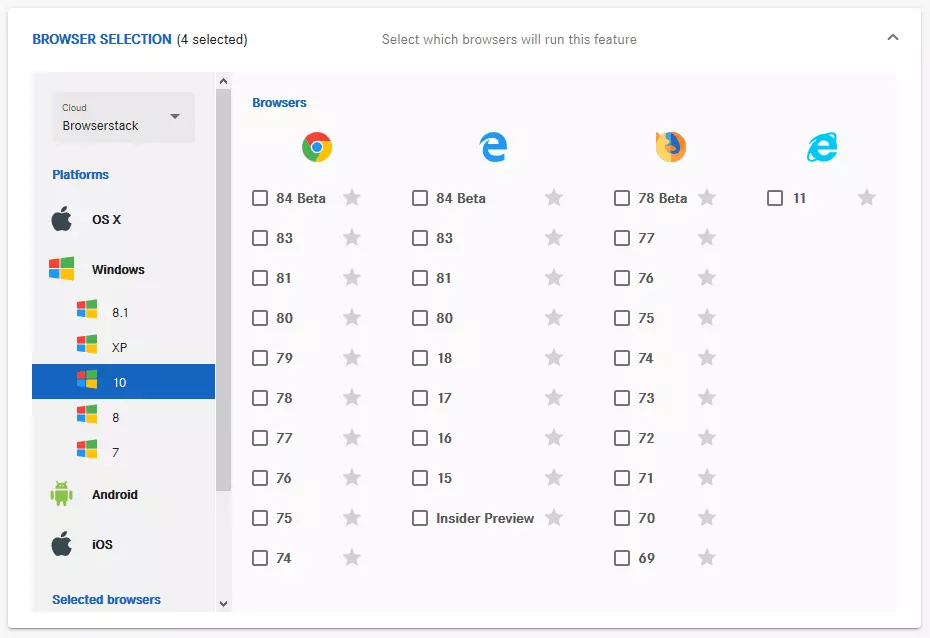 BROWSER SELECTION (4 selected)
Select which browsers will run this feature
Cloud
Browserstack
Platforms
OS X
Windows
8.1
XP
10
8
7
Android
iOS
Selected browsers
Browsers
84 Beta
83
81
80
79
78
77
76
75
74
84 Beta
83
81
80
18
17
16
15
Insider Preview
78 Beta
77
76
75
74
73
72
71
70
69
11